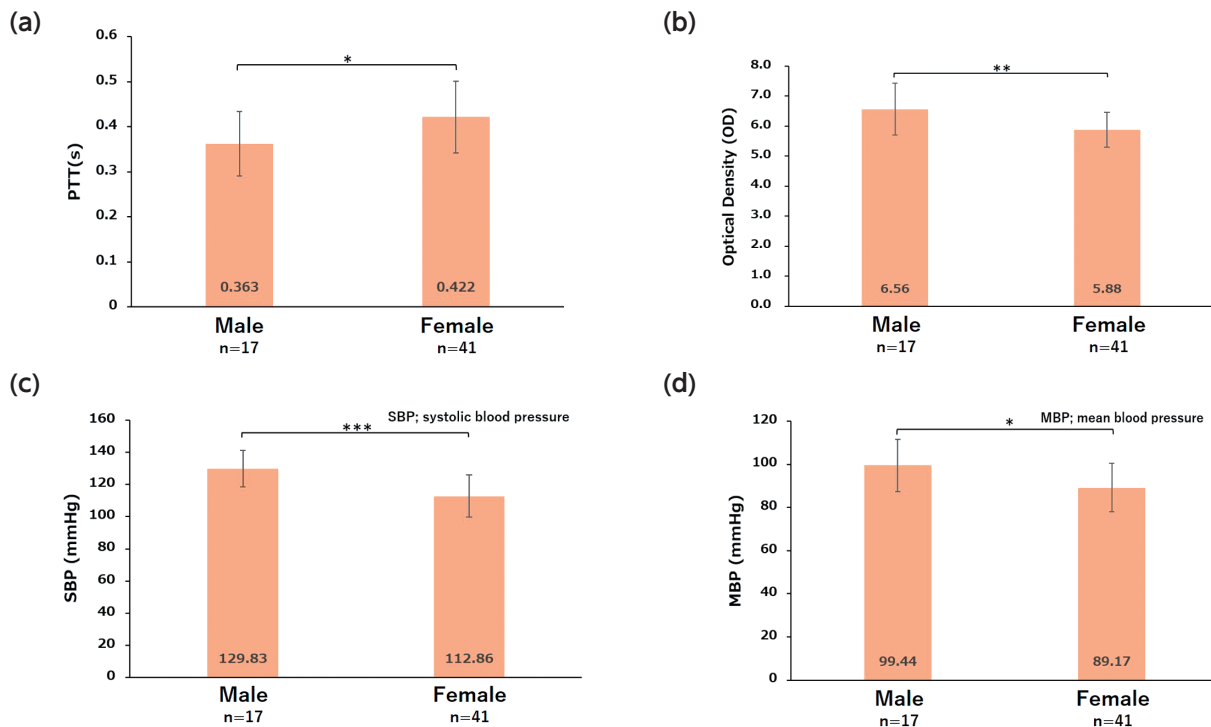 (a)
0.6
0.5
0.4
0.3
0.2
0.1
0
PTT(s)
*
0.363
0.422
Male
Female
n=17
n=41
(b)
8.0
7.0
6.0
5.0
4.0
3.0
2.0
1.0
0.0
Optical Density (OD)
**
6.56
5.88
Male
Female
n=17
n=41
(c)
SBP; systolic blood pressure
160
140
120
100
80
60
40
20
0
SBP (mmHg)
***
129.83
112.86
Male
Female
n=17
n=41
(d)
MBP; mean blood pressure
120
100
80
60
40
20
0
MBP (mmHg)
*
99.44
89.17
Male
Female
n=17
n=41